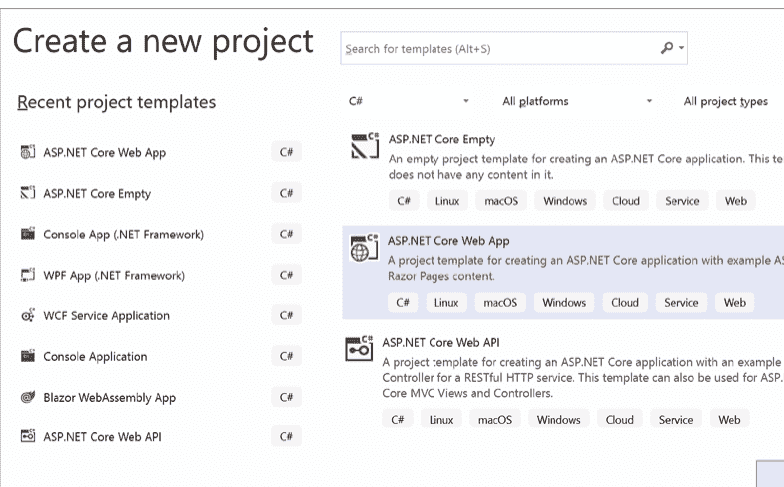 Create a new project
Search for templates (Alt+S)
Recent project templates
ASP.NET Core Web App C#
ASP.NET Core Empty C#
Console App (.NET Framework) C#
WPF App (.NET Framework) C#
WCF Service Application C#
Console Application C#
Blazor WebAssembly App C#
ASP.NET Core Web API C#
C# All platforms All project types
ASP.NET Core Empty
An empty project template for creating an ASP.NET Core application. This te
does not have any content in it.
C# Linux macOS Windows Cloud Service Web
ASP.NET Core Web App
A project template for creating an ASP.NET Core application with example AS
Razor Pages content.
C# Linux macOS Windows Cloud Service Web
ASP.NET Core Web API
A project template for creating an ASP.NET Core application with an example
Controller for a RESTful HTTP service. This template can also be used for ASP.
Core MVC Views and Controllers.
C# Linux macOS Windows Cloud Service Web